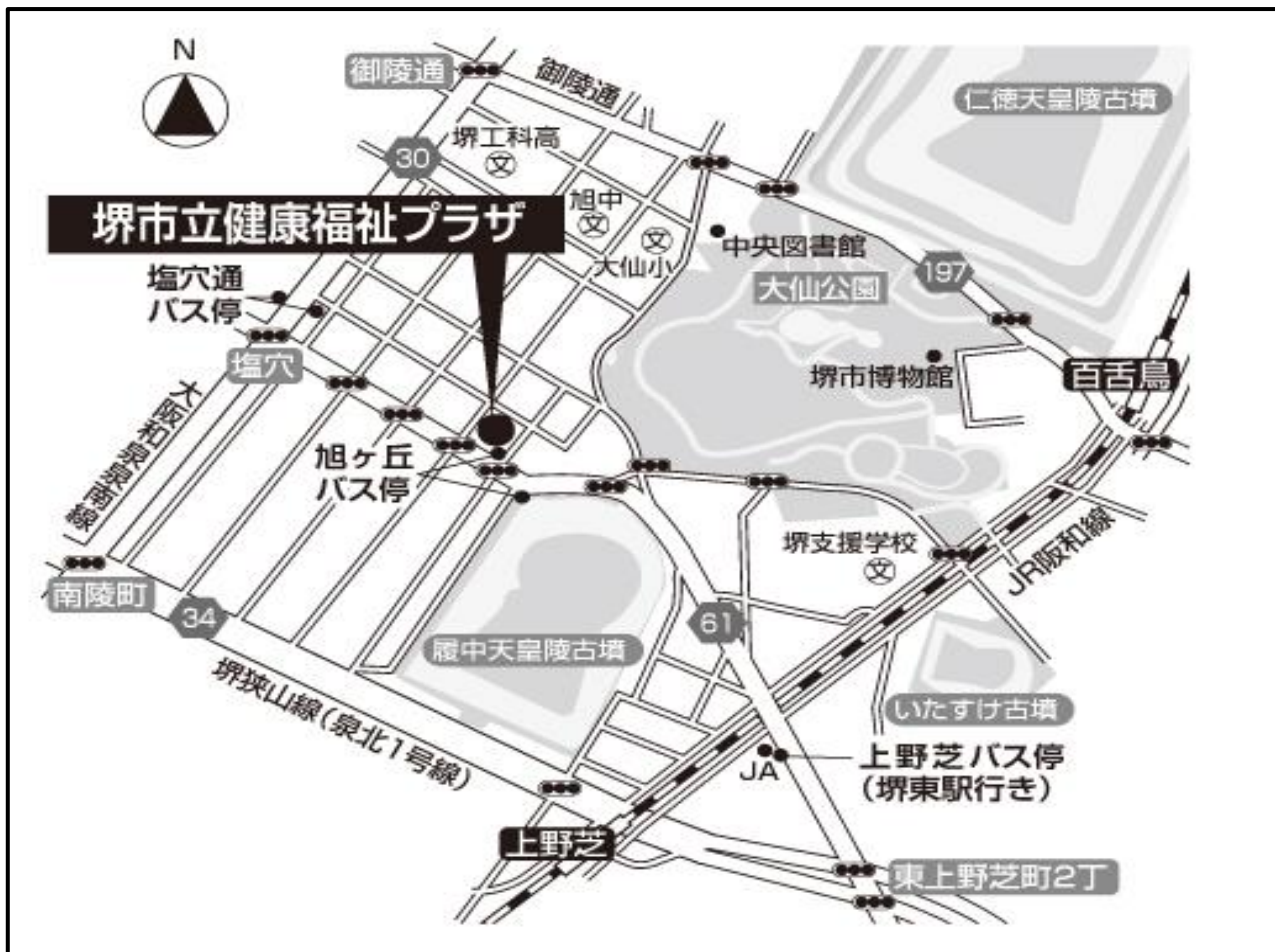 N
御陵通
御陵通
仁徳天皇陵古墳
30
堺工科高
文
旭中
文
文
大仙小
中央図書館
堺市立健康福祉プラザ
大仙公園
197
塩穴通
バス停
塩穴
堺市博物館
百舌鳥
大阪和泉泉南線
旭ヶ丘
バス停
堺支援学校
文
JR阪和線
南陵町
34
61
履中天皇陵古墳
堺狭山線(泉北1号線)
いたすけ古墳
JA
上野芝バス停
(堺東駅行き)
上野芝
東上野芝町2丁